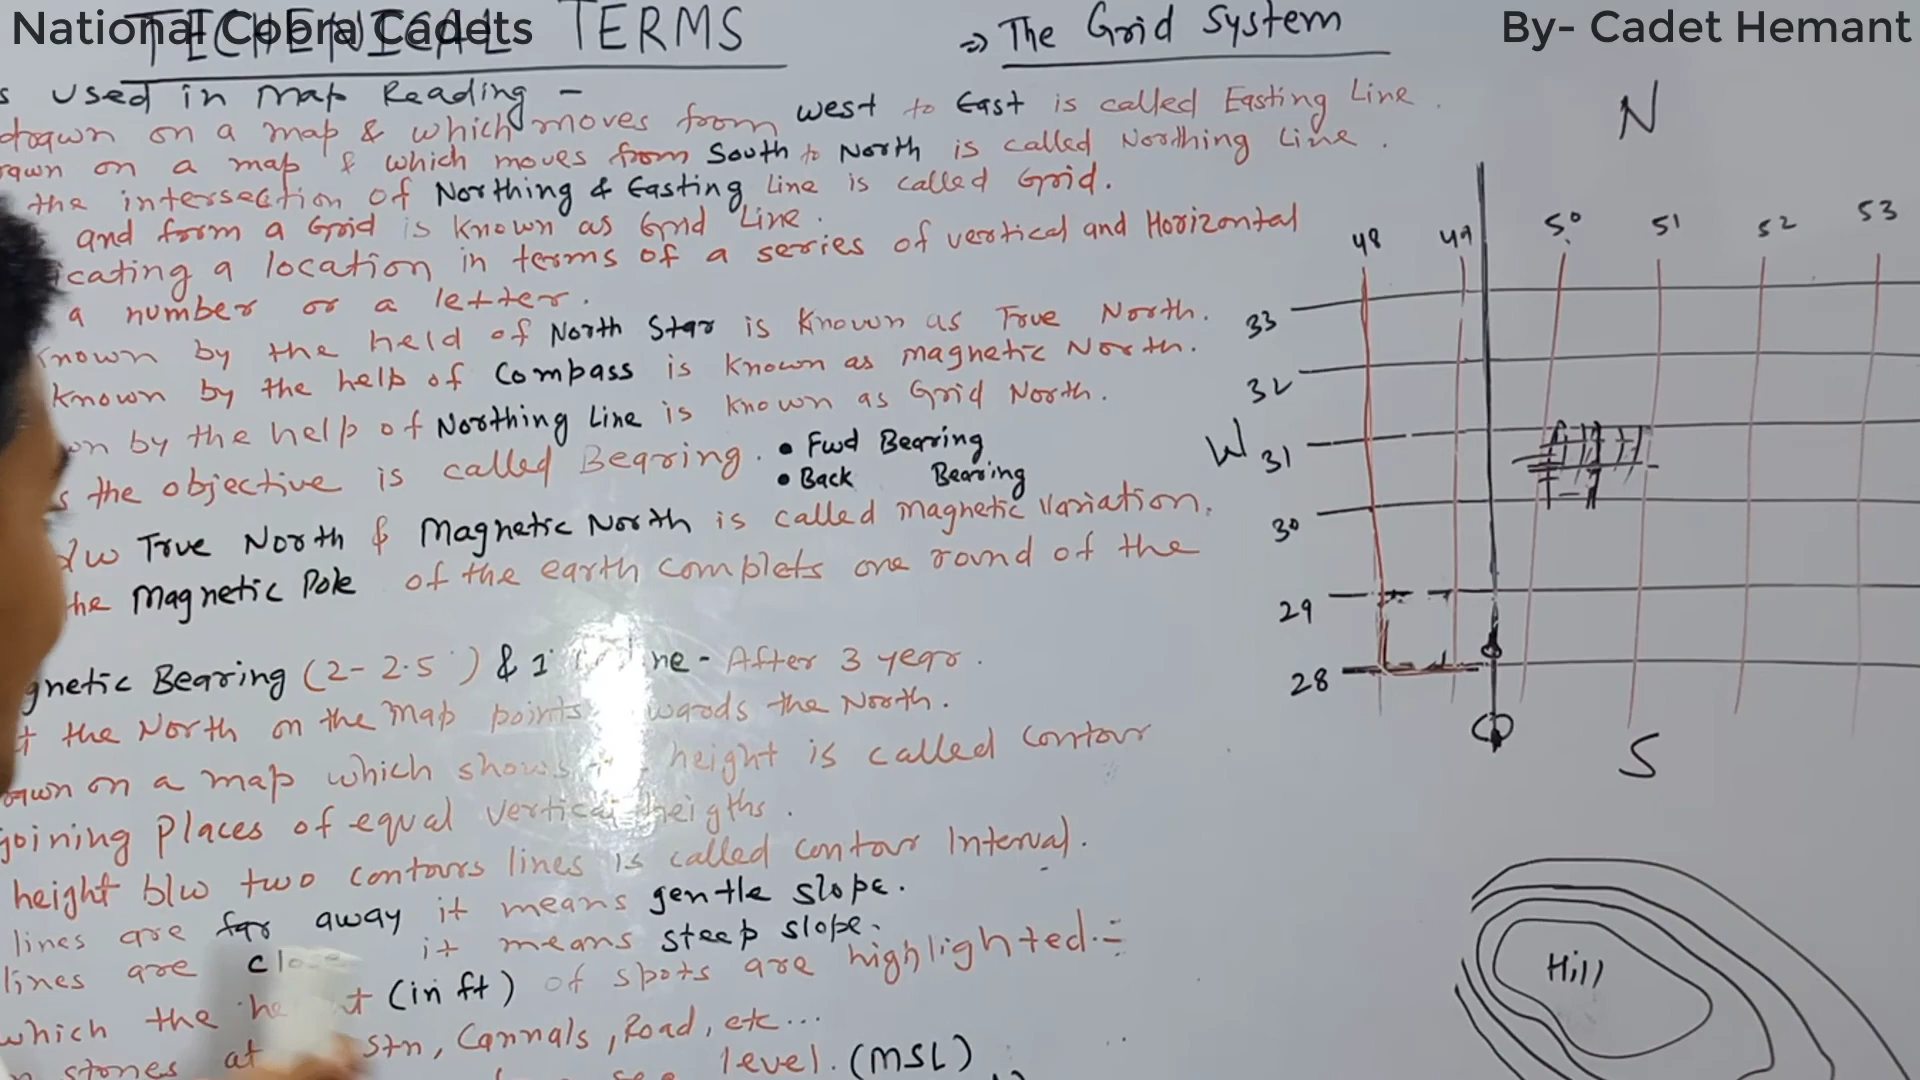 National Cobra Cadets
By- Cadet Hemant
TECHENICAL TERMS
=> The Grid System
s used in Map Reading -
drawn on a map & which moves from west to East is called Easting Line.
rawn on a map & which moves from South to North is called Northing Line.
the intersection of Northing & Easting Line is called Grid.
and form a Grid is known as Grid Line.
icating a location in terms of a series of vertical and Horizontal
a number or a letter.
known by the held of North Star is known as True North.
known by the help of Compass is known as magnetic North.
wn by the help of Northing Line is known as Grid North.
s the objective is called Bearing. • Fwd Bearing
• Back Bearing
b/w True North & Magnetic North is called magnetic variation.
the Magnetic Pole of the earth complets one round of the
gnetic Bearing (2-2.5°) & 1 ne - After 3 year.
t the North on the map points wards the North.
awn on a map which shows height is called contour
joining Places of equal vertical heigths.
height b/w two contours lines is called contour Interval.
lines are far away it means gentle slope.
lines are close it means steep slope.
which the height (in ft) of spots are highlighted.-
n stones at stn, Cannals, Road, etc...
level. (MSL)
N
48 49 50 51 52 53
33
32
W 31
30
29
28
S
Hill